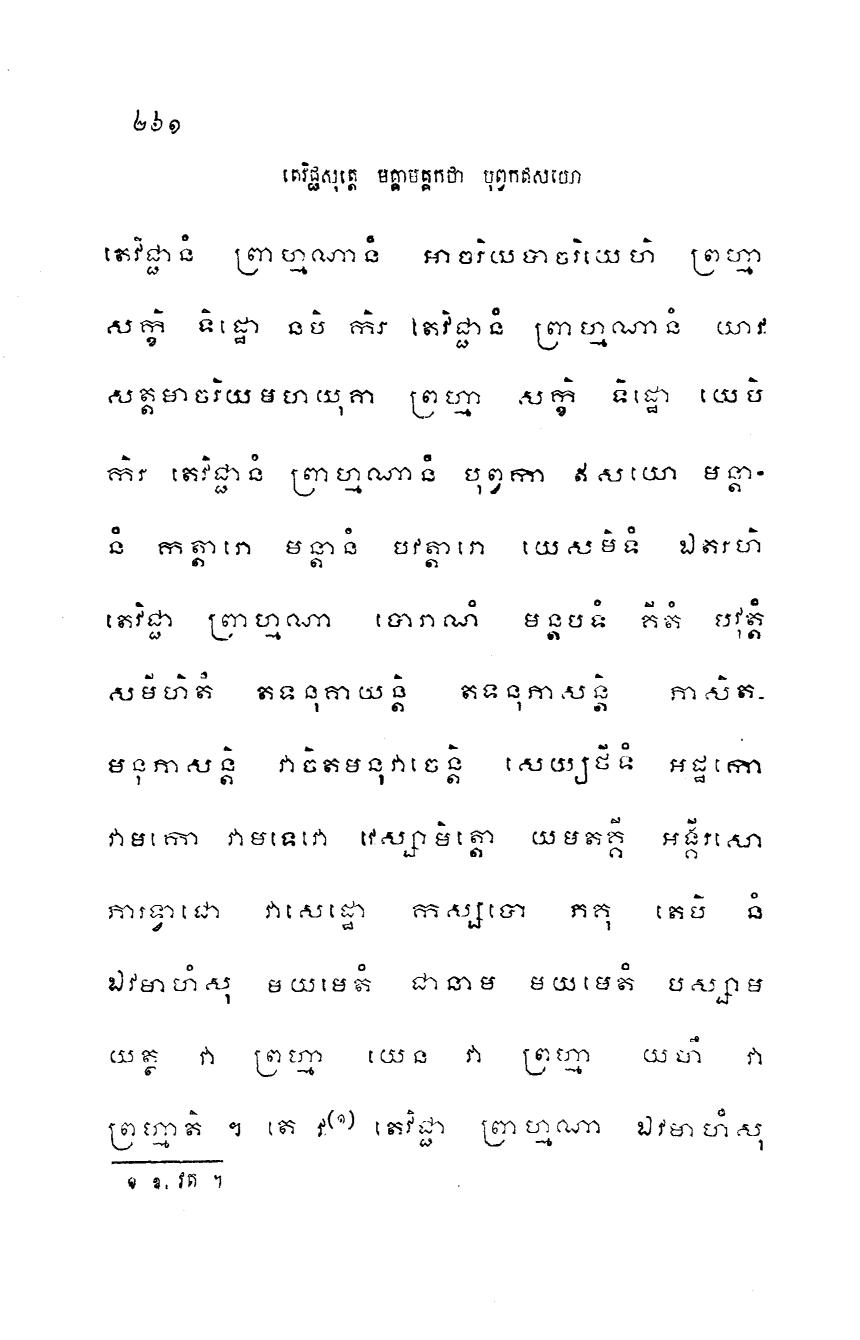 ២៦១
តេវិជ្ជសុត្តេ មគ្គាមគ្គកថា បុព្វកឥសយោ
តេវិជ្ជានំ ព្រាហ្មណានំ អាចរិយបាចរិយេហិ ព្រហ្មា
សក្ខិ ទិដ្ឋោ នបិ កិរ តេវិជ្ជានំ ព្រាហ្មណានំ យាវ
សត្តមាចរិយមហយុគា ព្រហ្មា សក្ខិ ទិដ្ឋោ យេបិ
កិរ តេវិជ្ជានំ ព្រាហ្មណានំ បុព្វកា ឥសយោ មន្តា-
នំ កត្តារោ មន្តានំ បវត្តារោ យេសមិទំ ឯតរហិ
តេវិជ្ជា ព្រាហ្មណា បោរាណំ មន្តបទំ គីតំ បវុត្តំ
សមីហិតំ តទនុគាយន្តិ តទនុភាសន្តិ ភាសិត-
មនុភាសន្តិ វាចិតមនុវាចេន្តិ សេយ្យថីទំ អដ្ឋកោ
វាមកោ វាមទេវោ វេស្សាមិត្តោ យមតគ្គី អង្គីរសោ
ភារទ្វាជោ វាសេដ្ឋោ កស្សបោ ភគុ តេបិ នំ
ឯវមាហំសុ មយមេតំ ជានាម មយមេតំ បស្សាម
យត្ថ វា ព្រហ្មា យេន វា ព្រហ្មា យហឹ វា
ព្រហ្មាតិ ។ តេ វ(១) តេវិជ្ជា ព្រាហ្មណា ឯវមាហំសុ
១ ឱ. វត ។